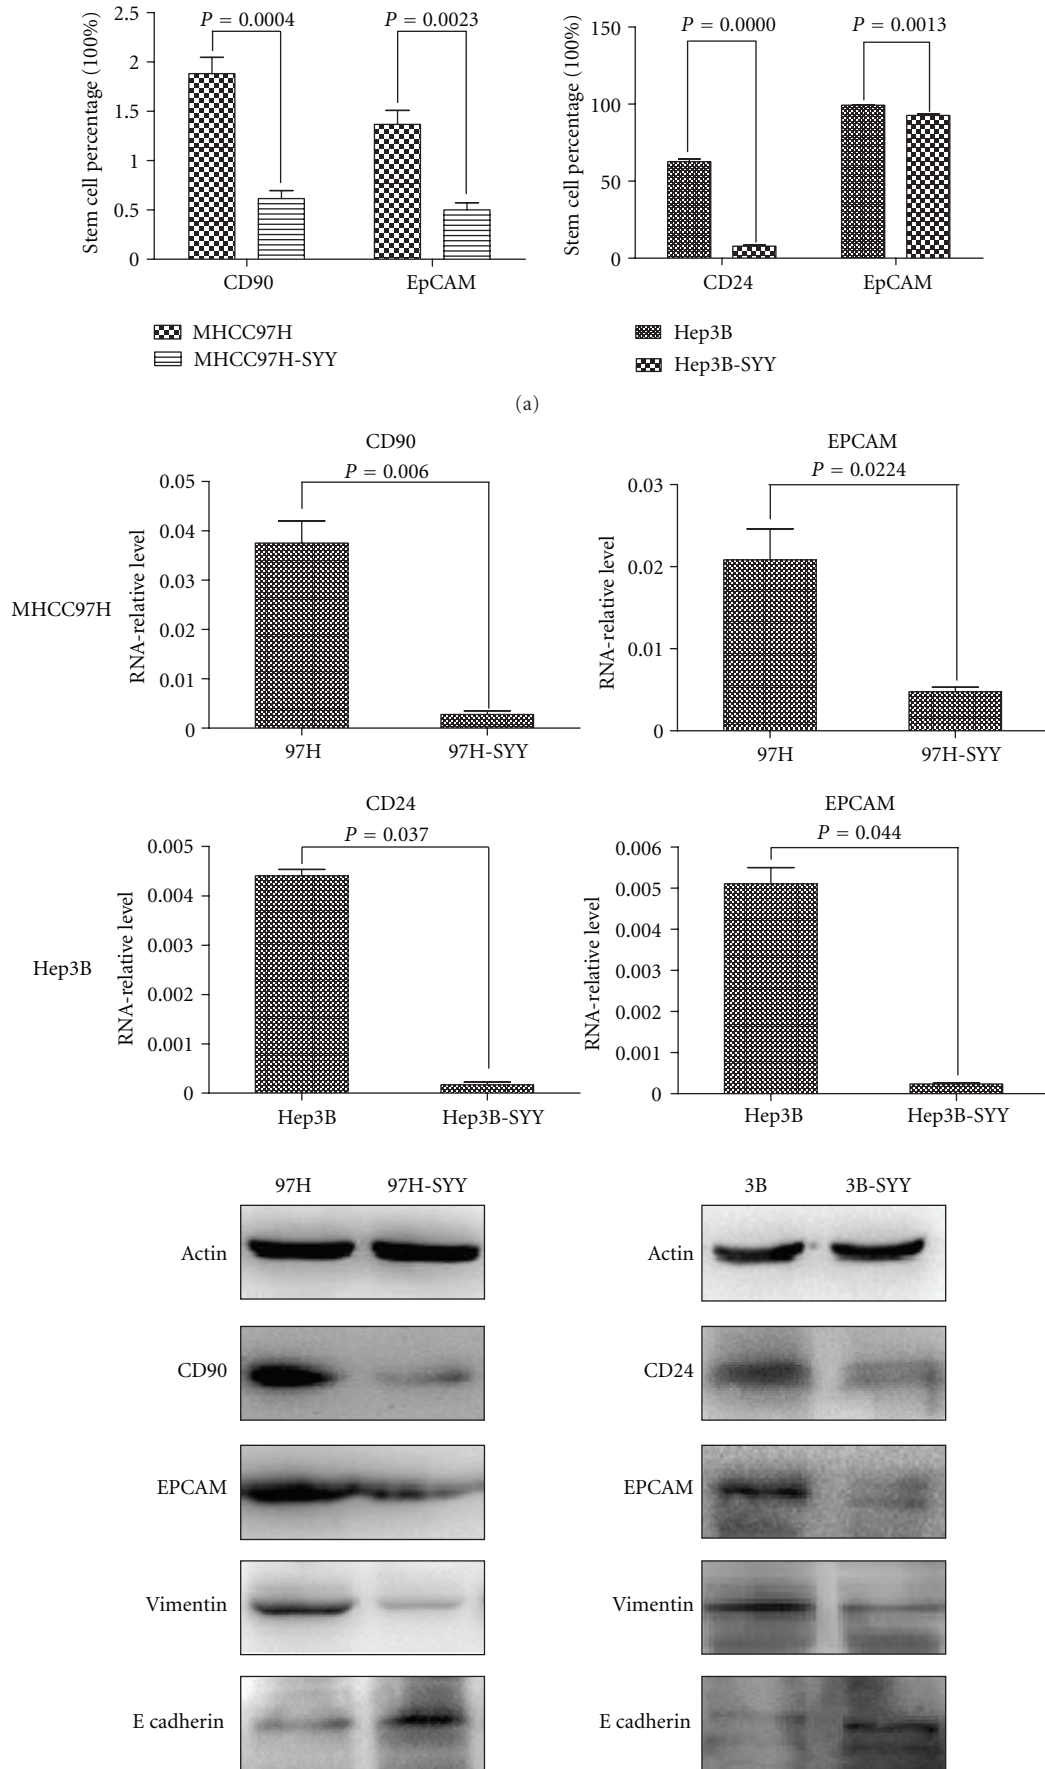 P = 0.0004
P = 0.0023
Stem cell percentage (100%)
2.5
2
1.5
1
0.5
0
CD90
EpCAM
MHCC97H
MHCC97H-SYY
P = 0.0000
P = 0.0013
Stem cell percentage (100%)
150
100
50
0
CD24
EpCAM
Hep3B
Hep3B-SYY
(a)
MHCC97H
CD90
P = 0.006
RNA-relative level
0.05
0.04
0.03
0.02
0.01
0
97H
97H-SYY
EPCAM
P = 0.0224
RNA-relative level
0.03
0.02
0.01
0
97H
97H-SYY
Hep3B
CD24
P = 0.037
RNA-relative level
0.005
0.004
0.003
0.002
0.001
0
Hep3B
Hep3B-SYY
EPCAM
P = 0.044
RNA-relative level
0.006
0.005
0.004
0.003
0.002
0.001
0
Hep3B
Hep3B-SYY
97H 97H-SYY
Actin
CD90
EPCAM
Vimentin
E cadherin
3B 3B-SYY
Actin
CD24
EPCAM
Vimentin
E cadherin